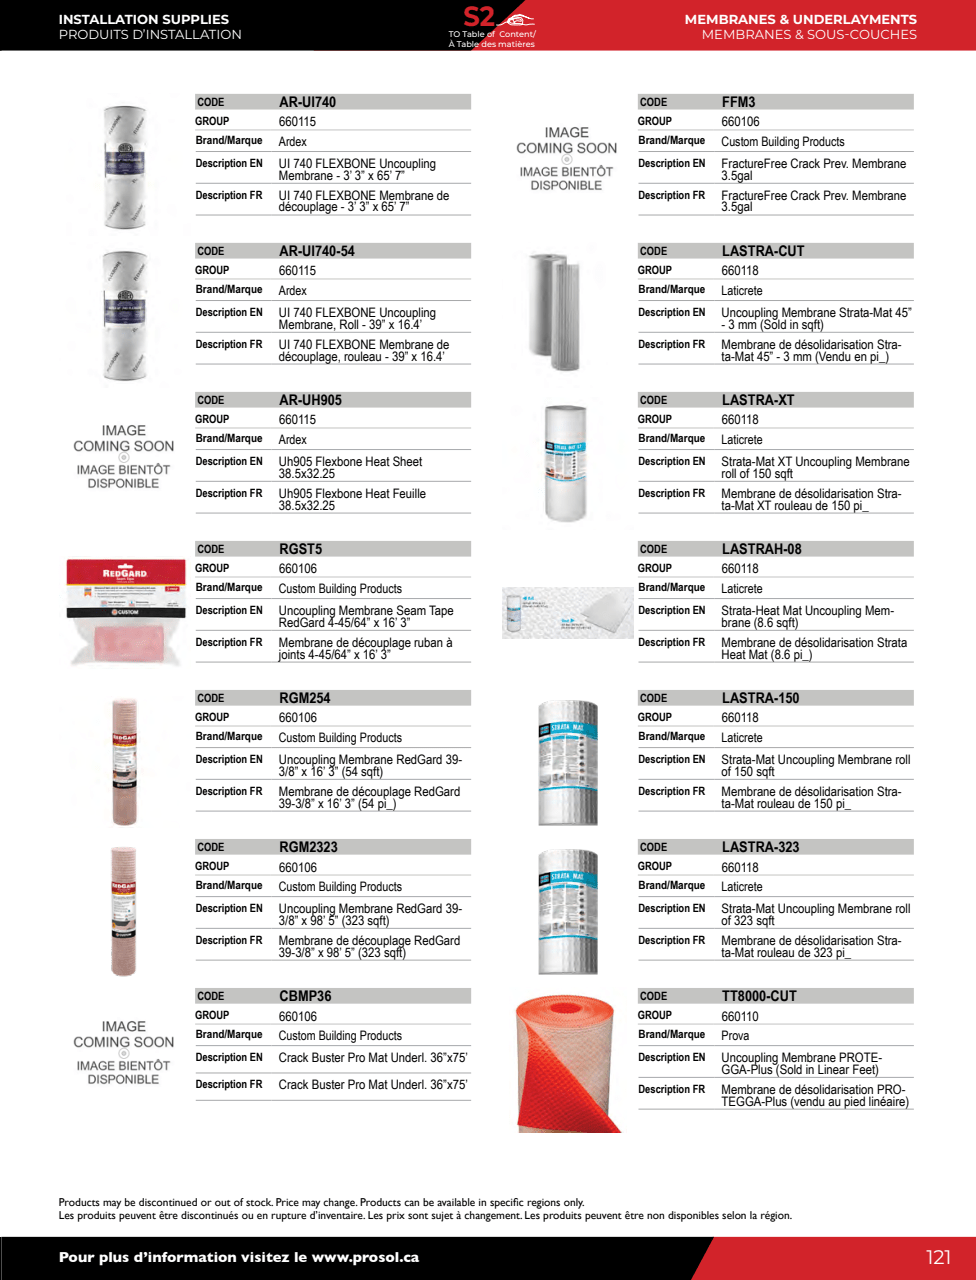 INSTALLATION SUPPLIES
PRODUITS D'INSTALLATION
S2
TO Table of Content/
À Table des matières
MEMBRANES & UNDERLAYMENTS
MEMBRANES & SOUS-COUCHES
CODE AR-UI740
GROUP 660115
Brand/Marque Ardex
Description EN UI 740 FLEXBONE Uncoupling
Membrane - 3' 3" x 65' 7"
Description FR UI 740 FLEXBONE Membrane de
découplage - 3' 3" x 65' 7"
CODE AR-UI740-54
GROUP 660115
Brand/Marque Ardex
Description EN UI 740 FLEXBONE Uncoupling
Membrane, Roll - 39" x 16.4'
Description FR UI 740 FLEXBONE Membrane de
découplage, rouleau - 39" x 16.4'
IMAGE
COMING SOON
IMAGE BIENTÔT
DISPONIBLE
CODE AR-UH905
GROUP 660115
Brand/Marque Ardex
Description EN Uh905 Flexbone Heat Sheet
38.5x32.25
Description FR Uh905 Flexbone Heat Feuille
38.5x32.25
REDGARD
CUSTOM
CODE RGST5
GROUP 660106
Brand/Marque Custom Building Products
Description EN Uncoupling Membrane Seam Tape
RedGard 4-45/64" x 16' 3"
Description FR Membrane de découplage ruban à
joints 4-45/64" x 16' 3"
REDGARD
CUSTOM
CODE RGM254
GROUP 660106
Brand/Marque Custom Building Products
Description EN Uncoupling Membrane RedGard 39-
3/8" x 16' 3" (54 sqft)
Description FR Membrane de découplage RedGard
39-3/8" x 16' 3" (54 pi_)
REDGARD
CUSTOM
CODE RGM2323
GROUP 660106
Brand/Marque Custom Building Products
Description EN Uncoupling Membrane RedGard 39-
3/8" x 98' 5" (323 sqft)
Description FR Membrane de découplage RedGard
39-3/8" x 98' 5" (323 sqft)
IMAGE
COMING SOON
IMAGE BIENTÔT
DISPONIBLE
CODE CBMP36
GROUP 660106
Brand/Marque Custom Building Products
Description EN Crack Buster Pro Mat Underl. 36"x75'
Description FR Crack Buster Pro Mat Underl. 36"x75'
IMAGE
COMING SOON
IMAGE BIENTÔT
DISPONIBLE
CODE FFM3
GROUP 660106
Brand/Marque Custom Building Products
Description EN FractureFree Crack Prev. Membrane
3.5gal
Description FR FractureFree Crack Prev. Membrane
3.5gal
CODE LASTRA-CUT
GROUP 660118
Brand/Marque Laticrete
Description EN Uncoupling Membrane Strata-Mat 45"
- 3 mm (Sold in sqft)
Description FR Membrane de désolidarisation Stra-
ta-Mat 45" - 3 mm (Vendu en pi_)
STRATA MAT XT
CODE LASTRA-XT
GROUP 660118
Brand/Marque Laticrete
Description EN Strata-Mat XT Uncoupling Membrane
roll of 150 sqft
Description FR Membrane de désolidarisation Stra-
ta-Mat XT rouleau de 150 pi_
CODE LASTRAH-08
GROUP 660118
Brand/Marque Laticrete
Description EN Strata-Heat Mat Uncoupling Mem-
brane (8.6 sqft)
Description FR Membrane de désolidarisation Strata
Heat Mat (8.6 pi_)
STRATA MAT
CODE LASTRA-150
GROUP 660118
Brand/Marque Laticrete
Description EN Strata-Mat Uncoupling Membrane roll
of 150 sqft
Description FR Membrane de désolidarisation Stra-
ta-Mat rouleau de 150 pi_
STRATA MAT
CODE LASTRA-323
GROUP 660118
Brand/Marque Laticrete
Description EN Strata-Mat Uncoupling Membrane roll
of 323 sqft
Description FR Membrane de désolidarisation Stra-
ta-Mat rouleau de 323 pi_
CODE TT8000-CUT
GROUP 660110
Brand/Marque Prova
Description EN Uncoupling Membrane PROTE-
GGA-Plus (Sold in Linear Feet)
Description FR Membrane de désolidarisation PRO-
TEGGA-Plus (vendu au pied linéaire)
Products may be discontinued or out of stock. Price may change. Products can be available in specific regions only.
Les produits peuvent être discontinués ou en rupture d'inventaire. Les prix sont sujet à changement. Les produits peuvent être non disponibles selon la région.
Pour plus d'information visitez le www.prosol.ca
121